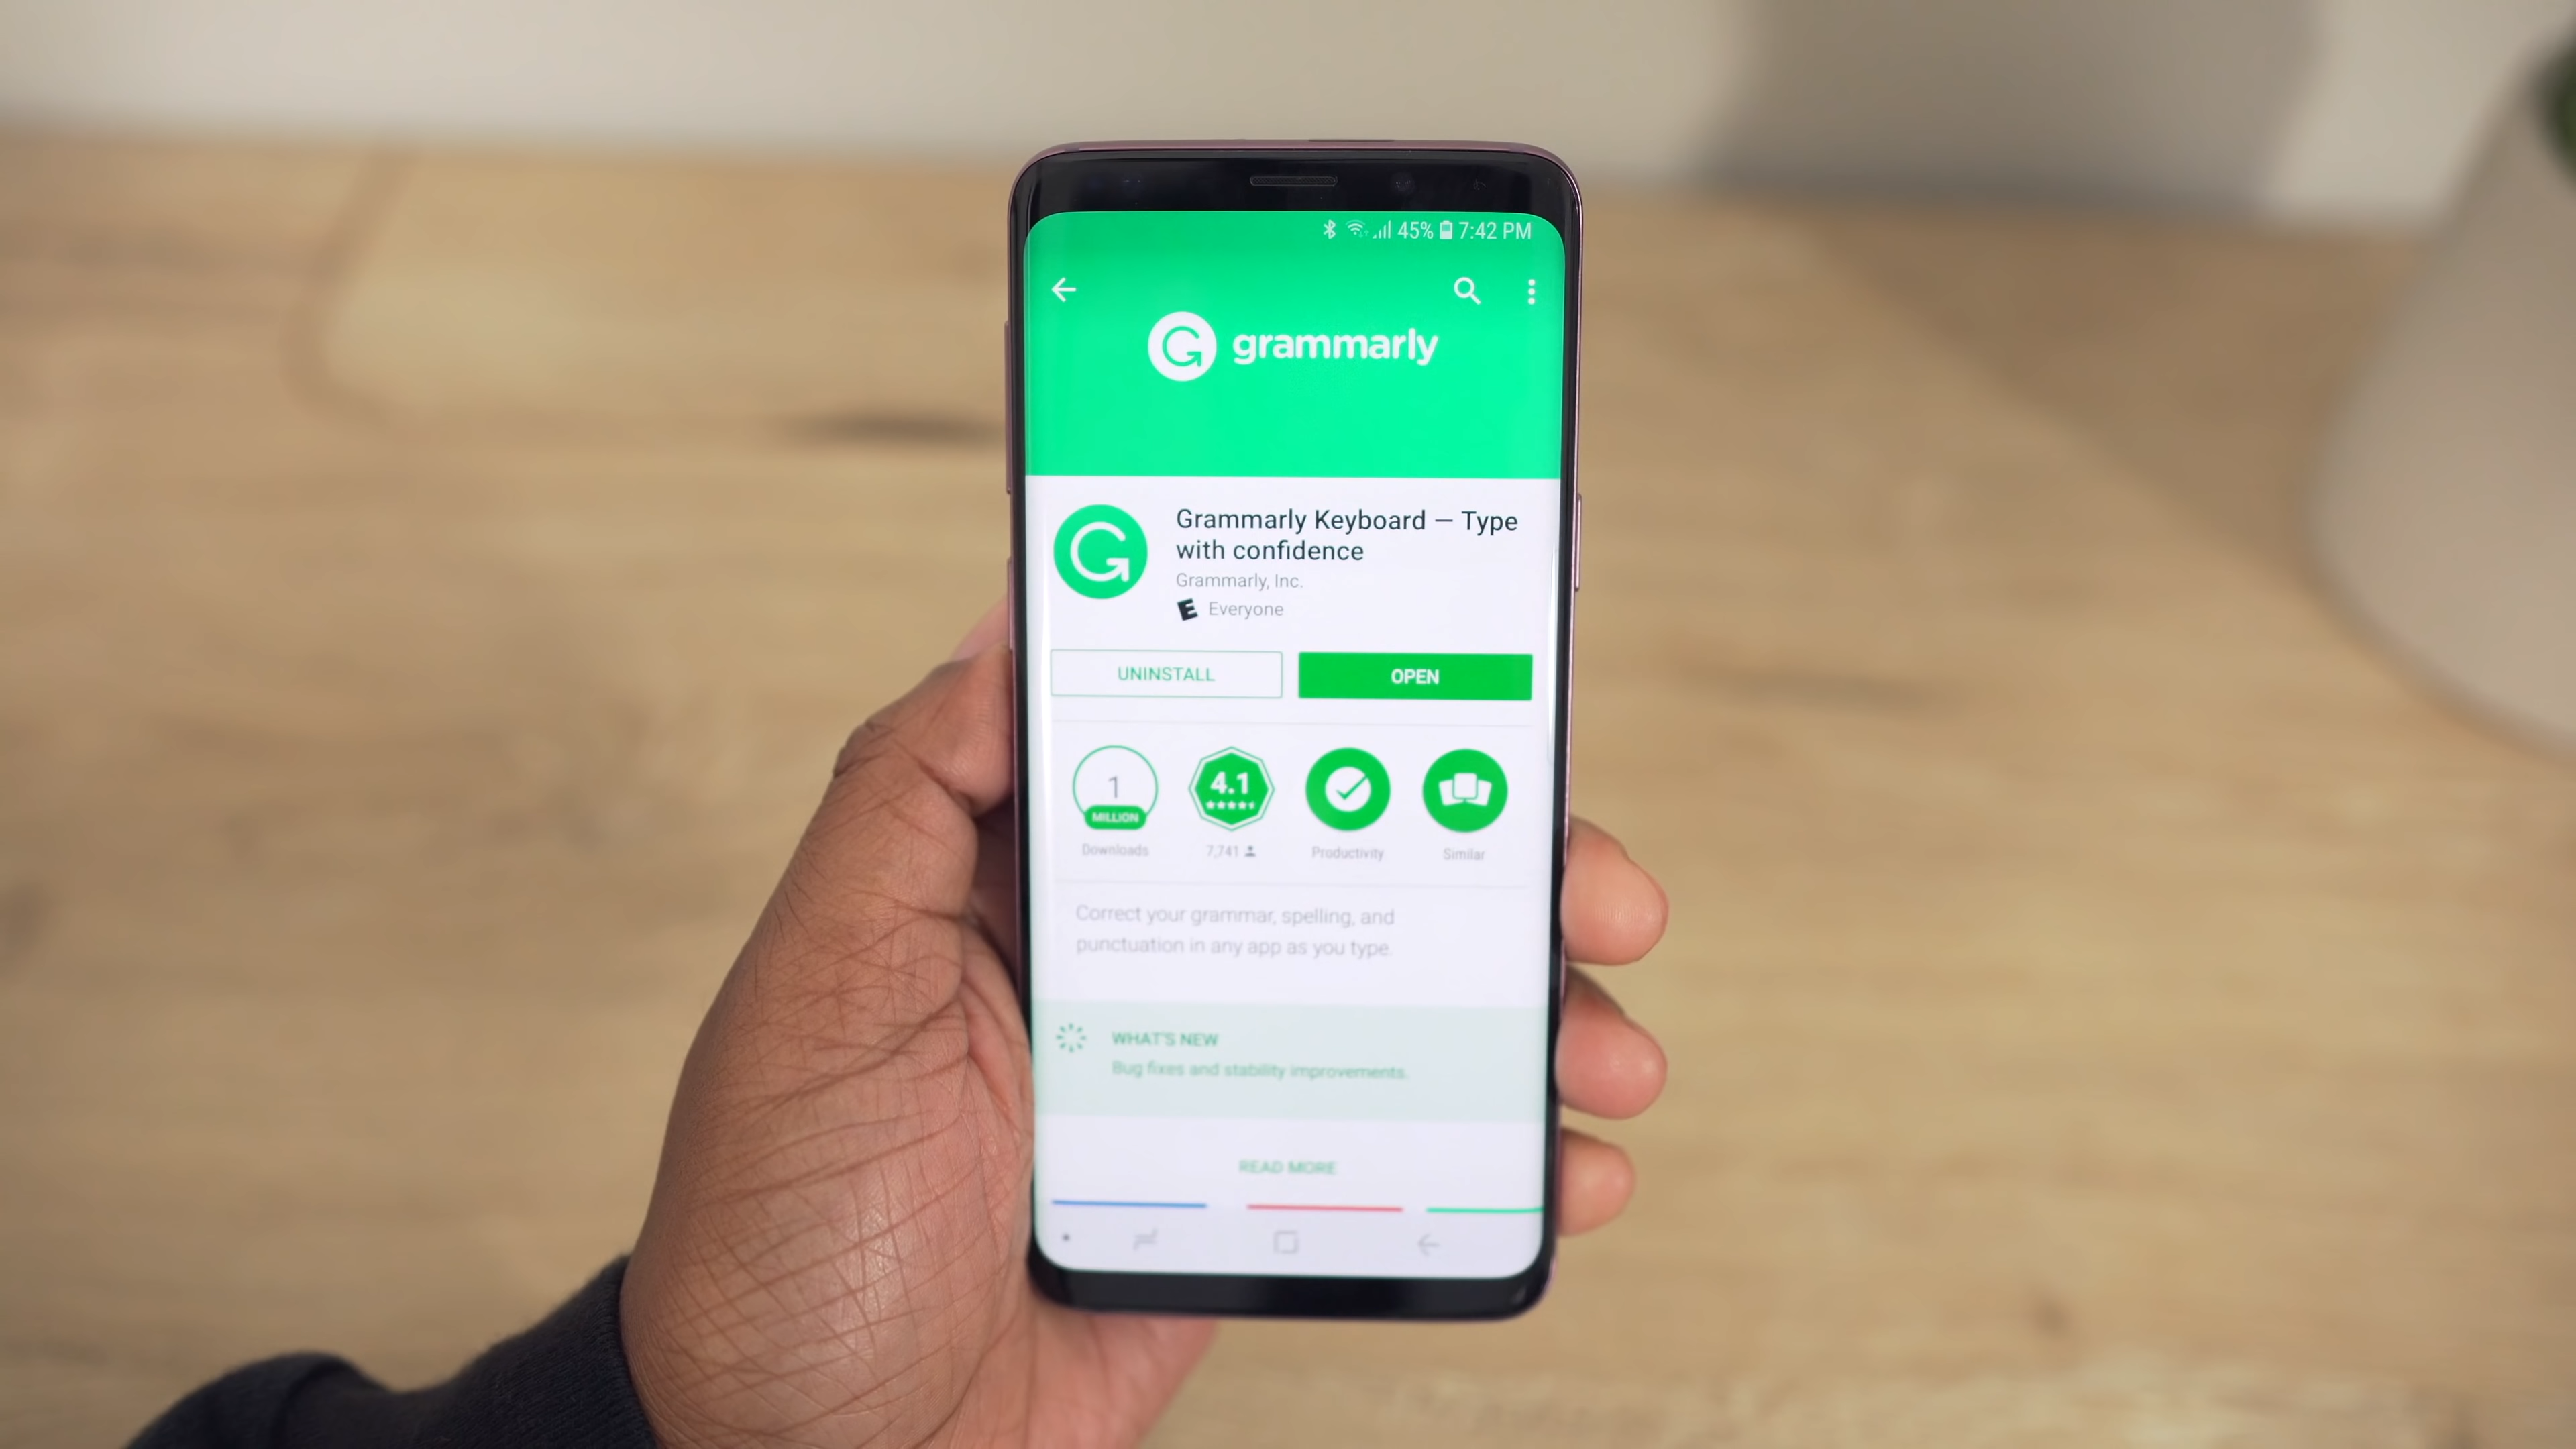 45% 7:42 PM
grammarly
Grammarly Keyboard — Type
with confidence
Grammarly, Inc.
E Everyone
UNINSTALL
OPEN
1
MILLION
Downloads
4.1
7,741
Productivity
Similar
Correct your grammar, spelling, and
punctuation in any app as you type.
WHAT'S NEW
Bug fixes and stability improvements.
READ MORE